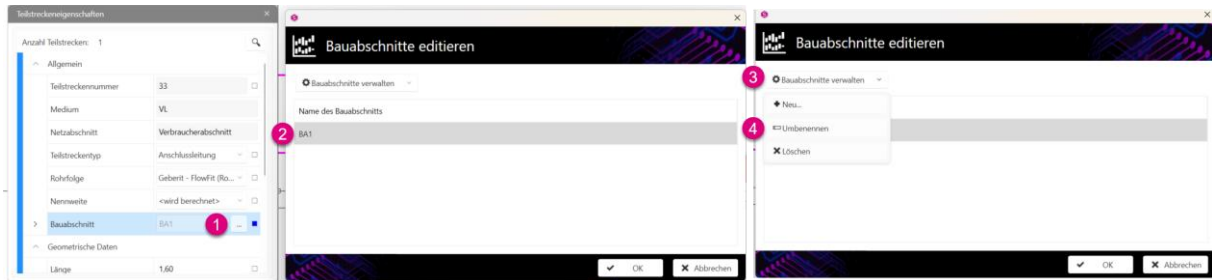 Teilstreckeneigenschaften
Anzahl Teilstrecken: 1
Allgemein
Teilstreckennummer 33
Medium VL
Netzabschnitt Verbraucherabschnitt
Teilstreckentyp Anschlussleitung
Rohrfolge Geberit - FlowFit (Ro...
Nennweite <wird berechnet>
Bauabschnitt BA1 1 ...
Geometrische Daten
Länge 1,60
Bauabschnitte editieren
Bauabschnitte verwalten
Name des Bauabschnitts
2 BA1
OK Abbrechen
Bauabschnitte editieren
3 Bauabschnitte verwalten
Neu...
4 Umbenennen
Löschen
OK Abbrechen